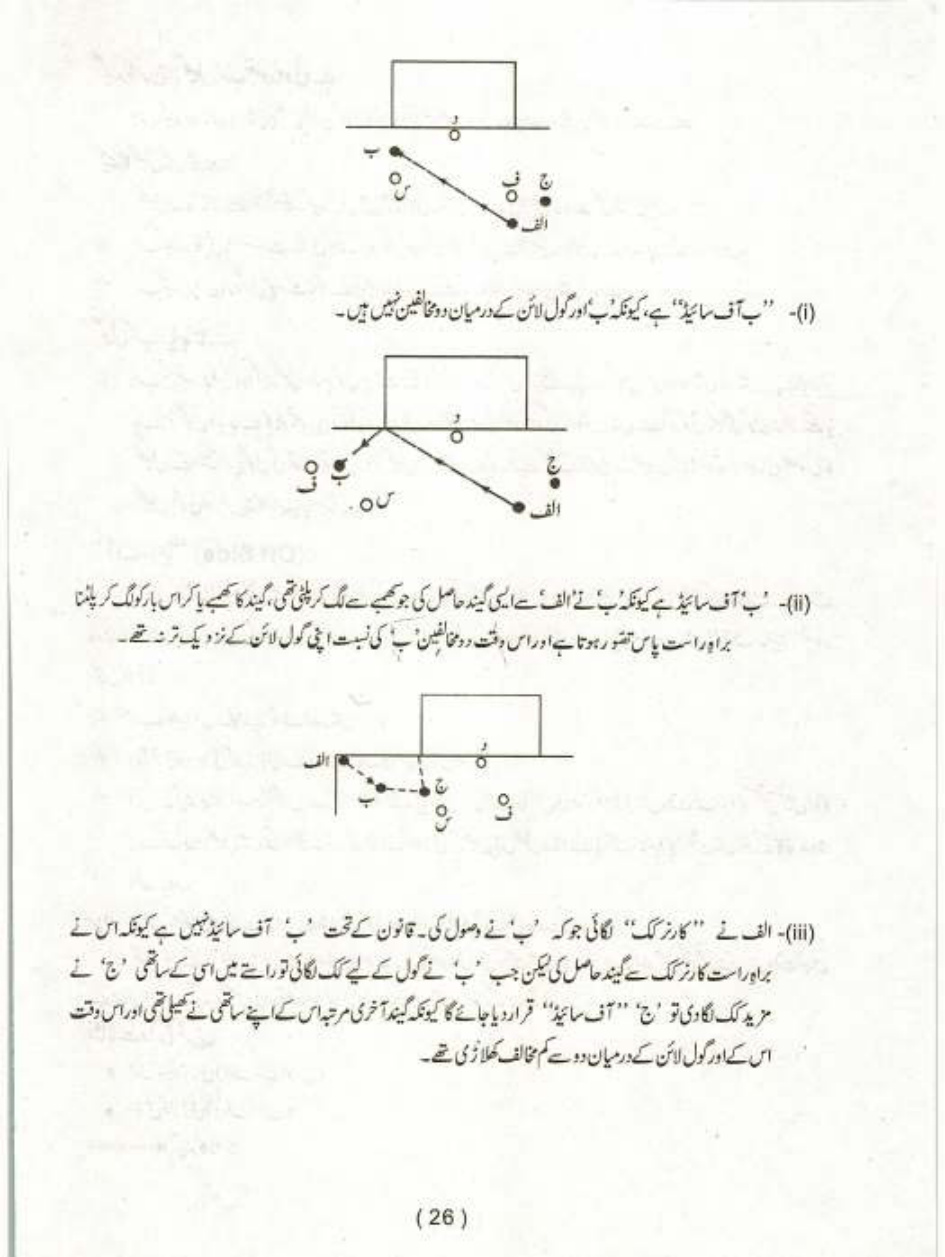 د
ب
س
ف
ج
الف
(i)- "ب آف سائیڈ" ہے، کیونکہ 'ب' اور گول لائن کے درمیان دو مخالفین نہیں ہیں۔
د
ف
ب
س
ج
الف
(ii)- 'ب' آف سائیڈ ہے کیونکہ 'ب' نے 'الف' سے ایسی گیند حاصل کی جو کھمبے سے لگ کر پلٹی تھی، گیند کا کھمبے یا کراس بار کو لگ کر پلٹنا
براہِ راست پاس تصور ہوتا ہے اور اس وقت دو مخالفین 'ب' کی نسبت اپنی گول لائن کے نزدیک تر نہ تھے۔
الف
د
ب
ج
س
ف
(iii)- الف نے "کارنر کک" لگائی جو کہ 'ب' نے وصول کی۔ قانون کے تحت 'ب' آف سائیڈ نہیں ہے کیونکہ اس نے
براہِ راست کارنر کک سے گیند حاصل کی لیکن جب 'ب' نے گول کے لیے کک لگائی تو راستے میں اسی کے ساتھی 'ج' نے
مزید کک لگا دی تو 'ج' "آف سائیڈ" قرار دیا جائے گا کیونکہ گیند آخری مرتبہ اس کے اپنے ساتھی نے کھیلی تھی اور اس وقت
اس کے اور گول لائن کے درمیان دو سے کم مخالف کھلاڑی تھے۔
(26)